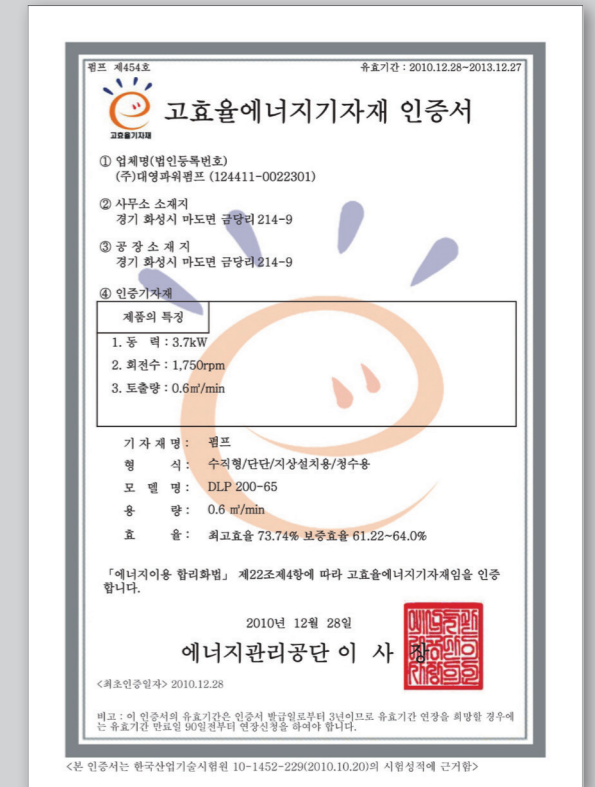 펌프 제454호
유효기간 : 2010.12.28~2013.12.27
고효율기자재
고효율에너지기자재 인증서
① 업체명(법인등록번호)
(주)대영파워펌프 (124411-0022301)
② 사무소 소재지
경기 화성시 마도면 금당리 214-9
③ 공 장 소 재 지
경기 화성시 마도면 금당리 214-9
④ 인증기자재
제품의 특징
1. 동 력 : 3.7kW
2. 회전수 : 1,750rpm
3. 토출량 : 0.6㎥/min
기 자 재 명 : 펌프
형 식 : 수직형/단단/지상설치용/청수용
모 델 명 : DLP 200-65
용 량 : 0.6 ㎥/min
효 율 : 최고효율 73.74% 보증효율 61.22~64.0%
「에너지이용 합리화법」 제22조제4항에 따라 고효율에너지기자재임을 인증
합니다.
2010년 12월 28일
에너지관리공단 이 사 장
<최초인증일자> 2010.12.28
비고 : 이 인증서의 유효기간은 인증서 발급일로부터 3년이므로 유효기간 연장을 희망할 경우에
는 유효기간 만료일 90일전부터 연장신청을 하여야 합니다.
<본 인증서는 한국산업기술시험원 10-1452-229(2010.10.20)의 시험성적에 근거함>